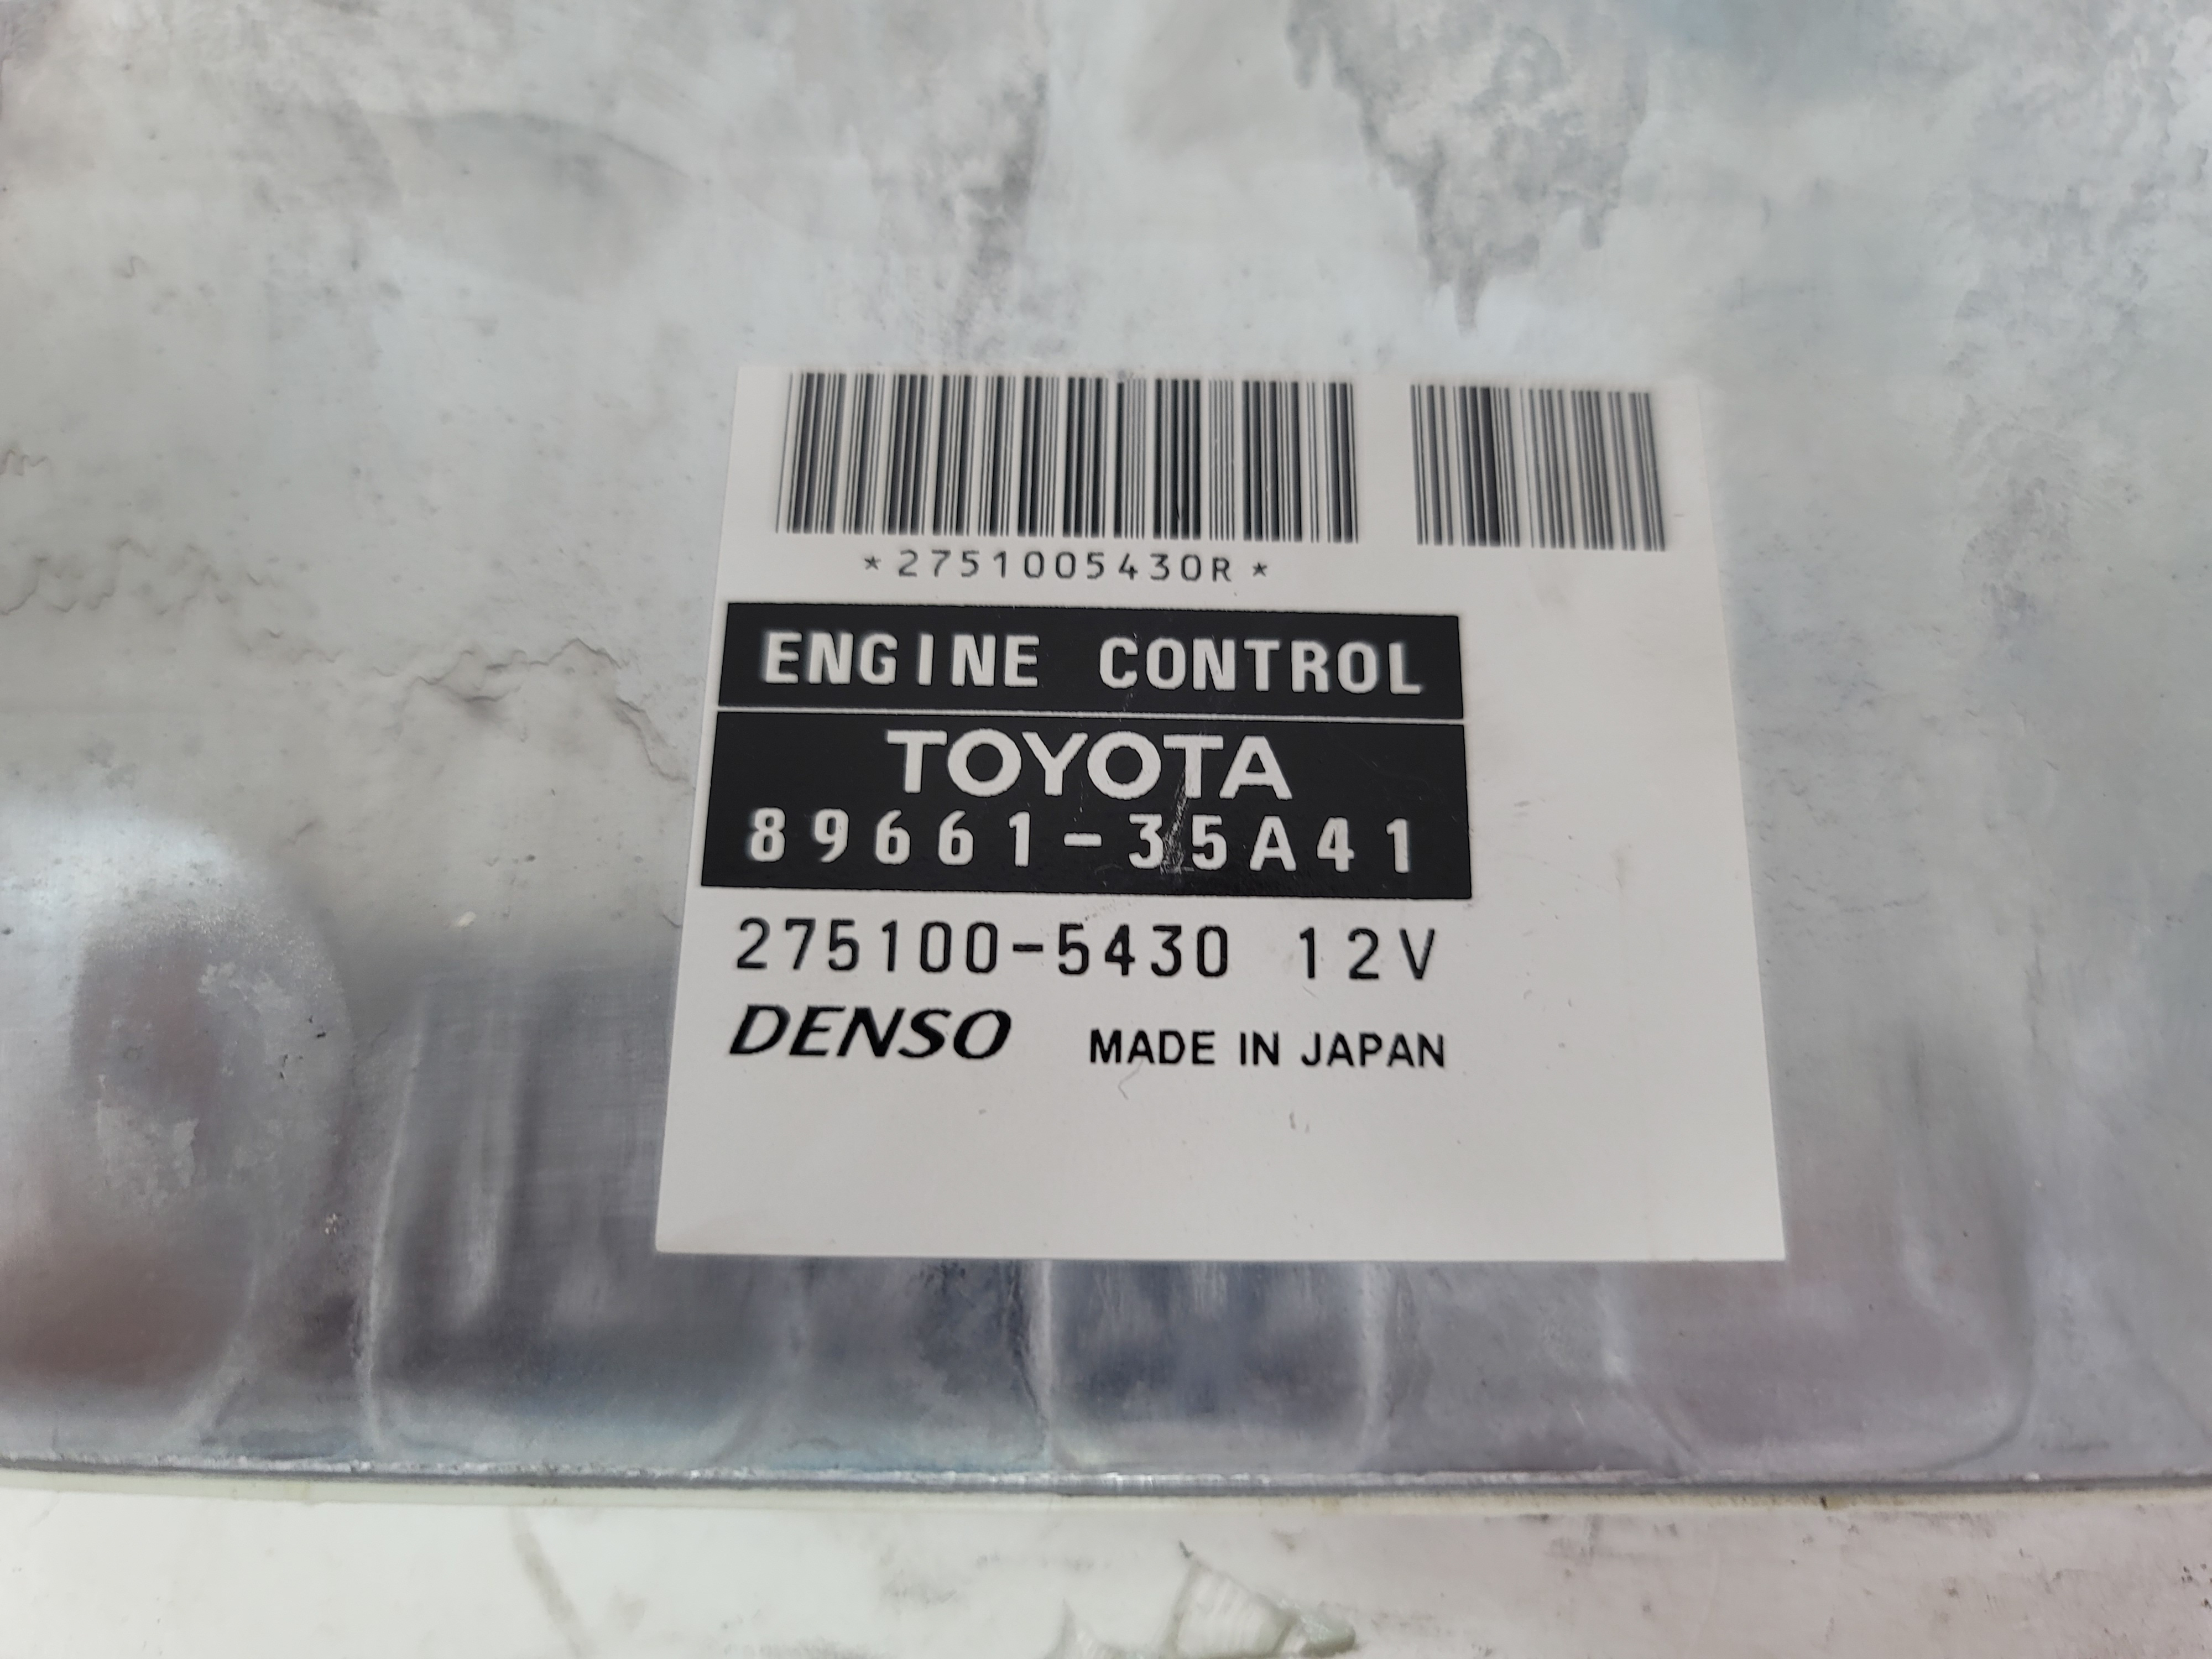 *2751005430R*
ENGINE CONTROL
TOYOTA
89661-35A41
275100-5430 12V
DENSO MADE IN JAPAN